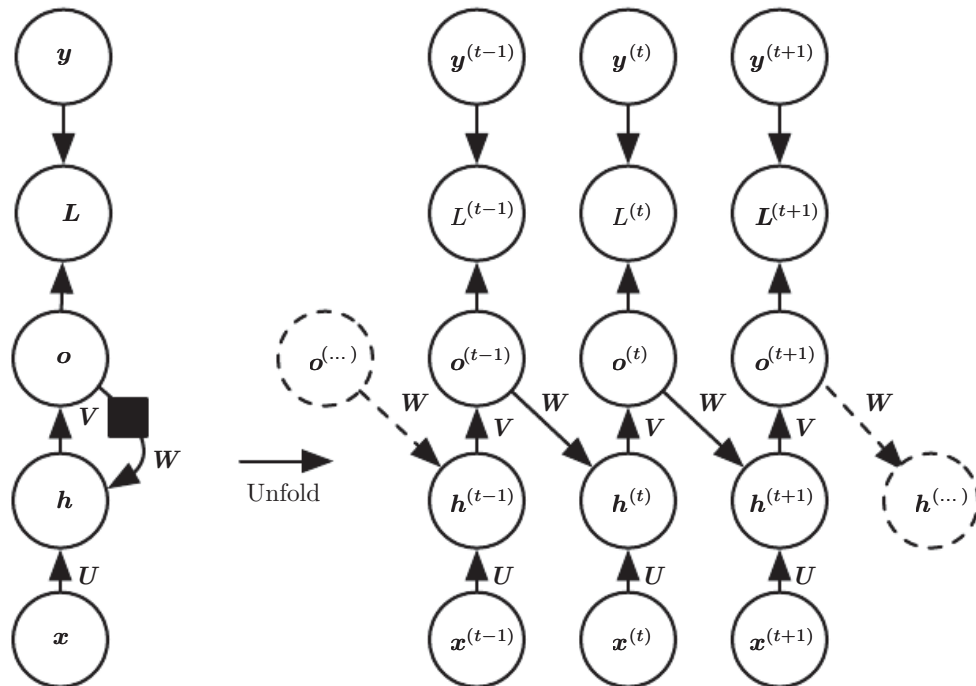 y y^(t−1) y^(t) y^(t+1)
L L^(t−1) L^(t) L^(t+1)
o o^(...) o^(t−1) o^(t) o^(t+1)
V W V W V W V W
W
Unfold
h h^(t−1) h^(t) h^(t+1) h^(...)
U U U U
x x^(t−1) x^(t) x^(t+1)